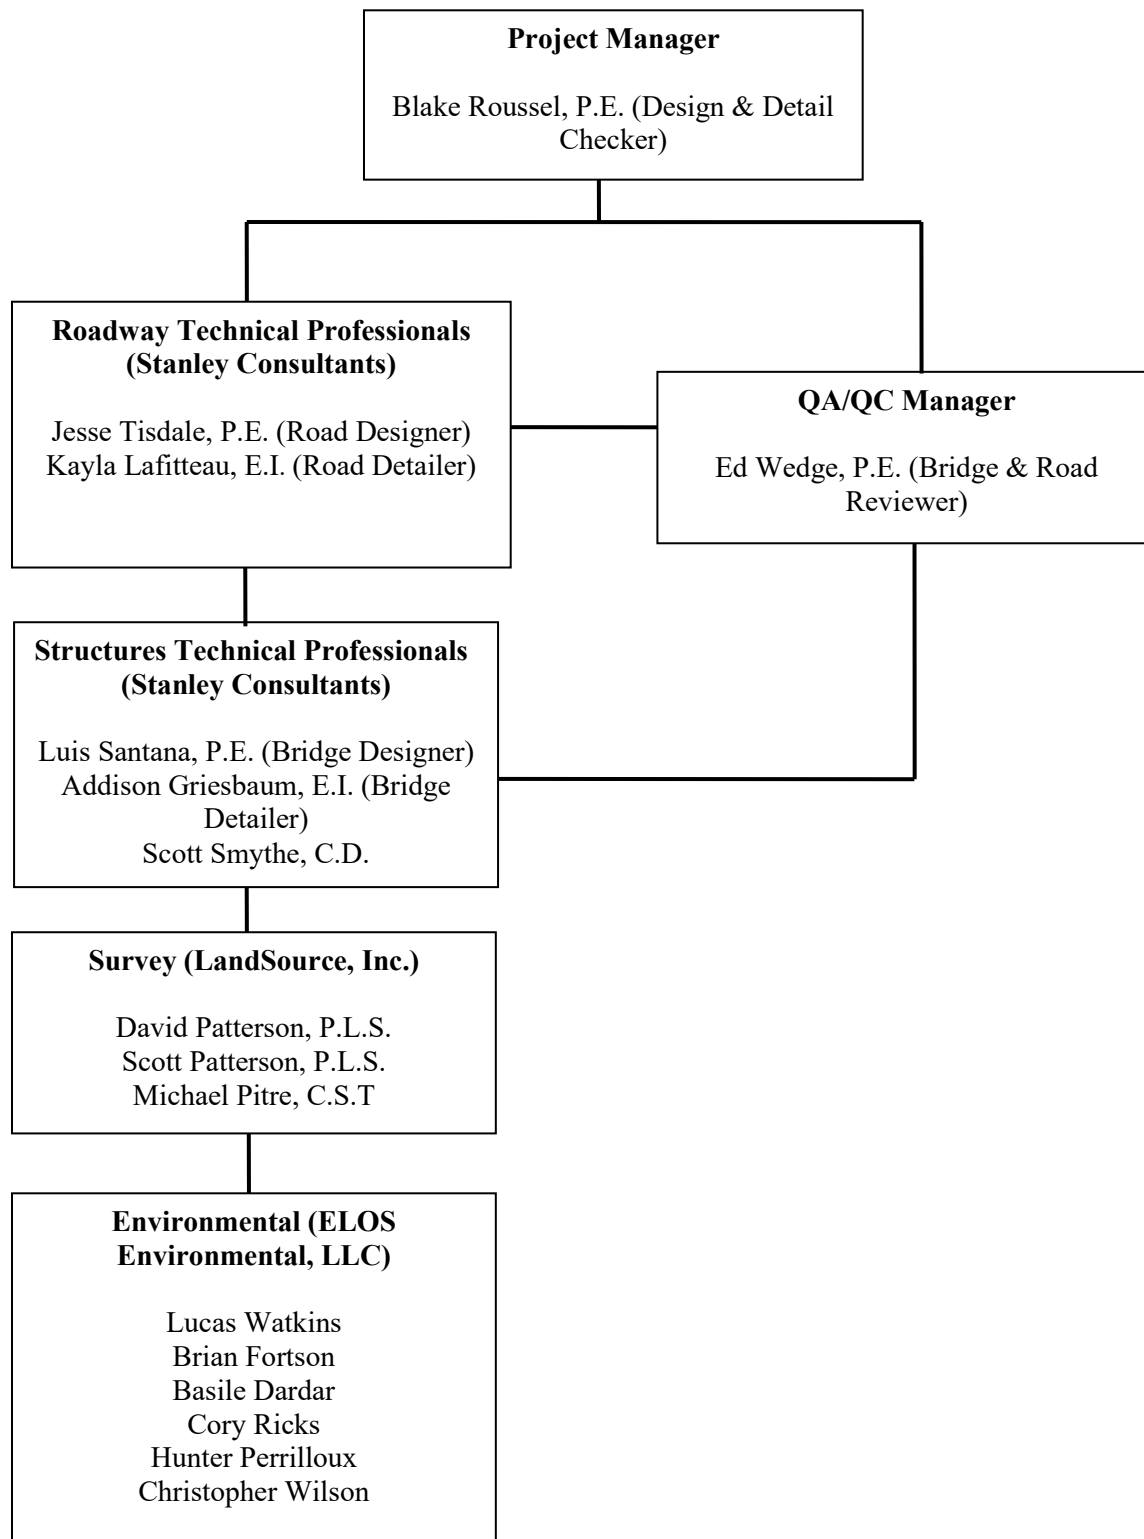 Project Manager
Blake Roussel, P.E. (Design & Detail
Checker)
Roadway Technical Professionals
(Stanley Consultants)
Jesse Tisdale, P.E. (Road Designer)
Kayla Lafitteau, E.I. (Road Detailer)
QA/QC Manager
Ed Wedge, P.E. (Bridge & Road
Reviewer)
Structures Technical Professionals
(Stanley Consultants)
Luis Santana, P.E. (Bridge Designer)
Addison Griesbaum, E.I. (Bridge
Detailer)
Scott Smythe, C.D.
Survey (LandSource, Inc.)
David Patterson, P.L.S.
Scott Patterson, P.L.S.
Michael Pitre, C.S.T
Environmental (ELOS
Environmental, LLC)
Lucas Watkins
Brian Fortson
Basile Dardar
Cory Ricks
Hunter Perrilloux
Christopher Wilson